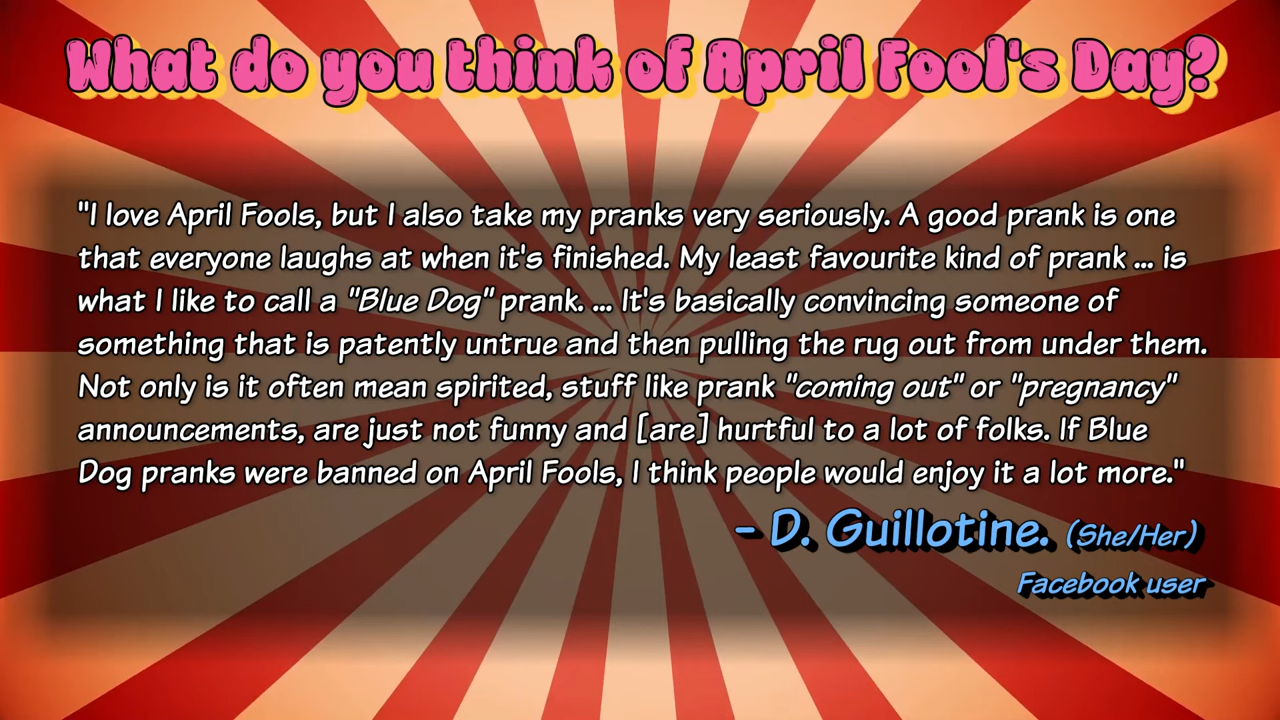 What do you think of April Fool's Day?
"I love April Fools, but I also take my pranks very seriously. A good prank is one
that everyone laughs at when it's finished. My least favourite kind of prank ... is
what I like to call a "Blue Dog" prank. ... It's basically convincing someone of
something that is patently untrue and then pulling the rug out from under them.
Not only is it often mean spirited, stuff like prank "coming out" or "pregnancy"
announcements, are just not funny and [are] hurtful to a lot of folks. If Blue
Dog pranks were banned on April Fools, I think people would enjoy it a lot more."
- D. Guillotine. (She/Her)
Facebook user